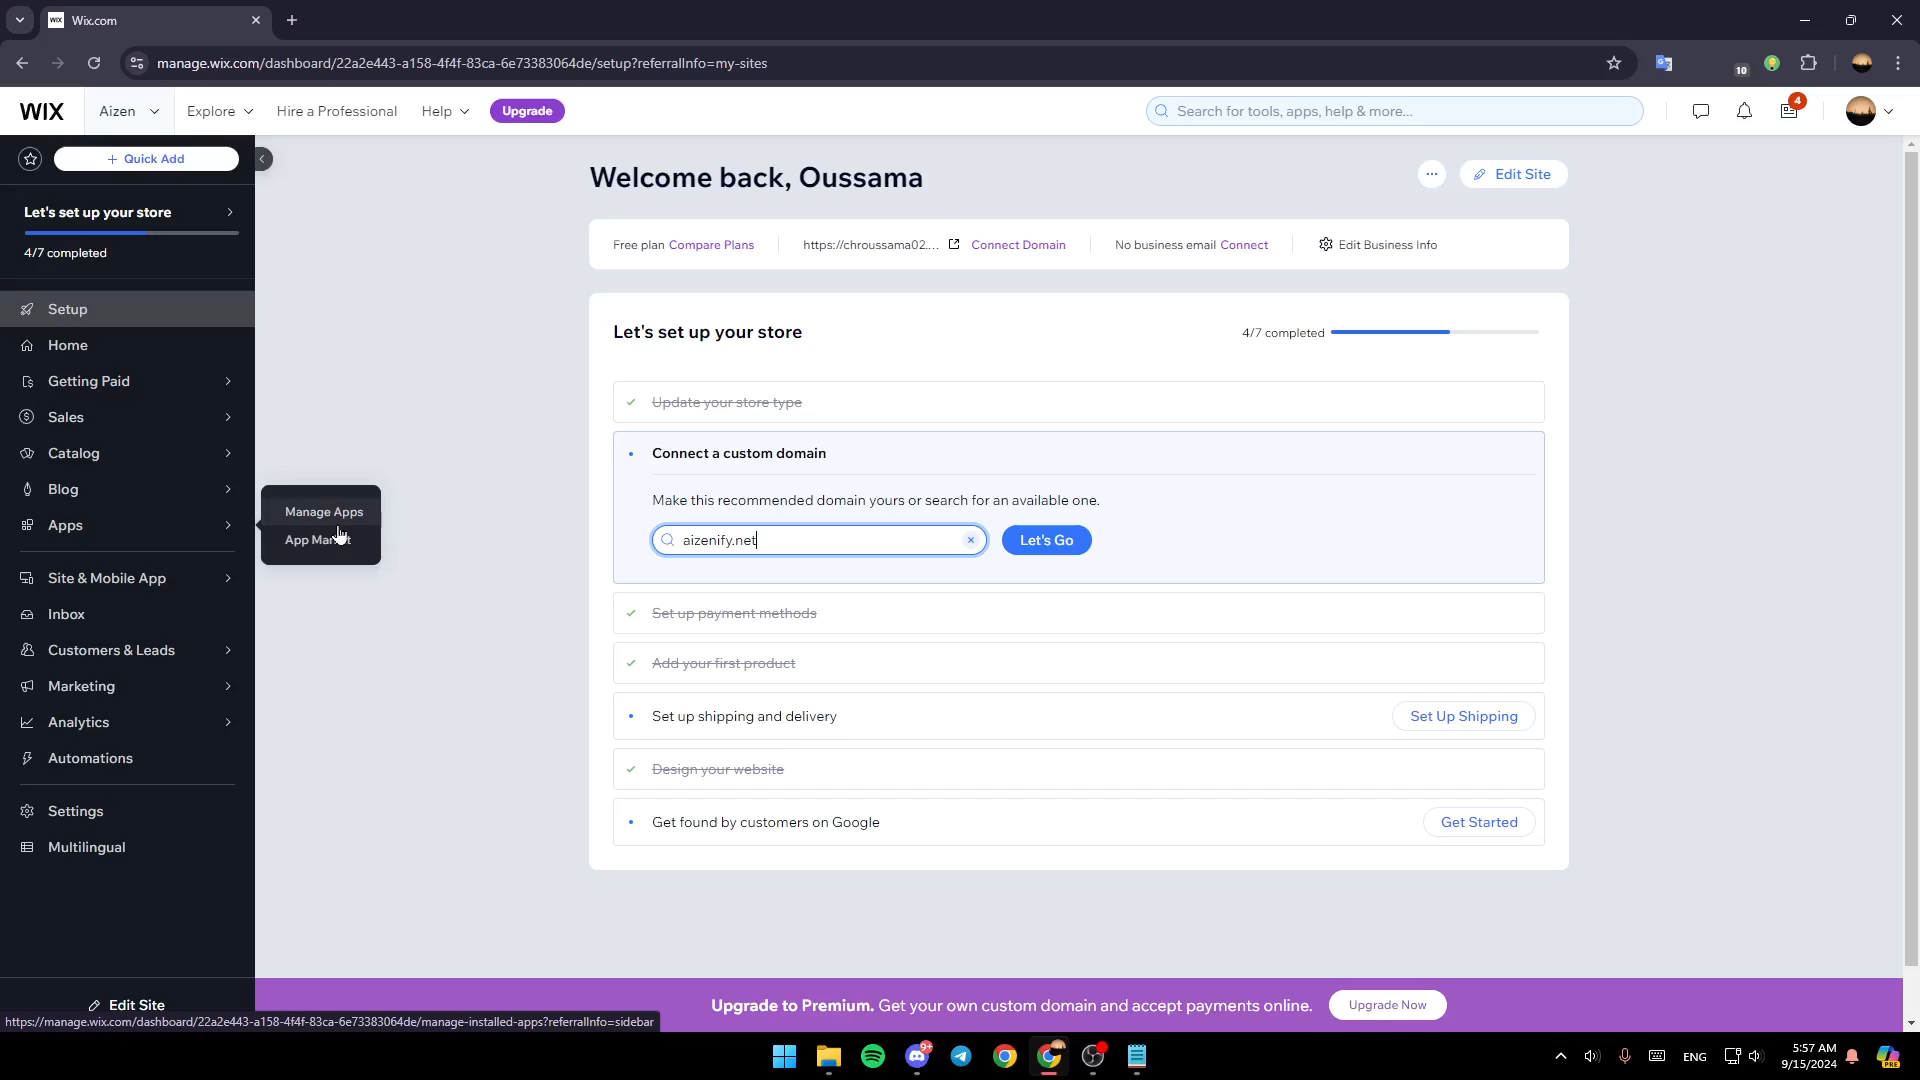 Wix.com
manage.wix.com/dashboard/22a2e443-a158-4f4f-83ca-6e73383064de/setup?referralInfo=my-sites
10
WIX
Aizen
Explore
Hire a Professional
Help
Upgrade
Search for tools, apps, help & more...
4
+ Quick Add
Let's set up your store
4/7 completed
Setup
Home
Getting Paid
Sales
Catalog
Blog
Apps
Site & Mobile App
Inbox
Customers & Leads
Marketing
Analytics
Automations
Settings
Multilingual
Edit Site
Manage Apps
Welcome back, Oussama
Edit Site
Free plan Compare Plans
https://chroussama02....
Connect Domain
No business email Connect
Edit Business Info
Let's set up your store
4/7 completed
Update your store type
Connect a custom domain
Make this recommended domain yours or search for an available one.
aizenify.net
Let's Go
Set up payment methods
Add your first product
Set up shipping and delivery
Set Up Shipping
Design your website
Get found by customers on Google
Get Started
Upgrade to Premium. Get your own custom domain and accept payments online.
Upgrade Now
https://manage.wix.com/dashboard/22a2e443-a158-4f4f-83ca-6e73383064de/manage-installed-apps?referralInfo=sidebar
9+
ENG
5:57 AM
9/15/2024
PRE